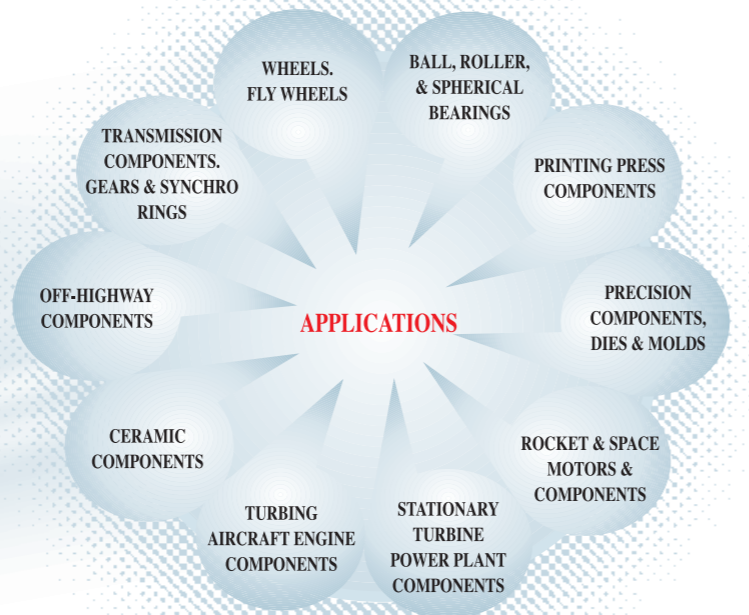 WHEELS.
FLY WHEELS
BALL, ROLLER,
& SPHERICAL
BEARINGS
TRANSMISSION
COMPONENTS.
GEARS & SYNCHRO
RINGS
PRINTING PRESS
COMPONENTS
OFF-HIGHWAY
COMPONENTS
APPLICATIONS
PRECISION
COMPONENTS,
DIES & MOLDS
CERAMIC
COMPONENTS
ROCKET & SPACE
MOTORS &
COMPONENTS
TURBING
AIRCRAFT ENGINE
COMPONENTS
STATIONARY
TURBINE
POWER PLANT
COMPONENTS